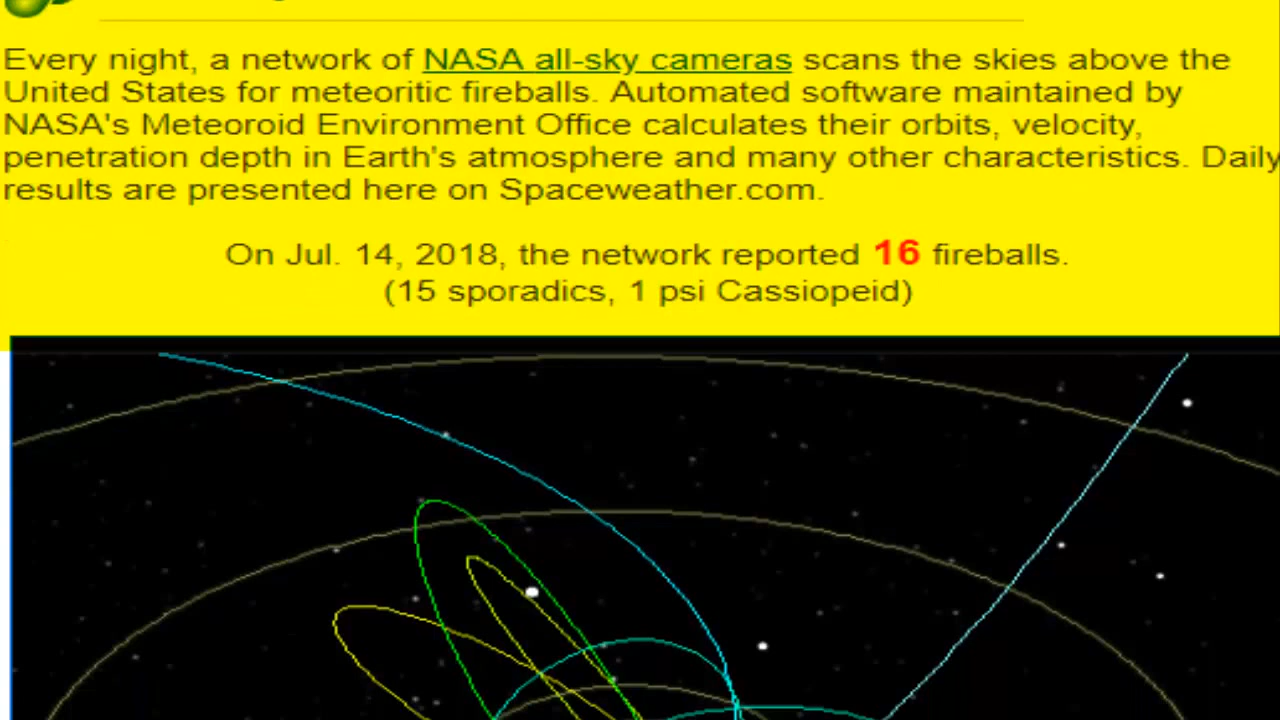 Every night, a network of NASA all-sky cameras scans the skies above the
United States for meteoritic fireballs. Automated software maintained by
NASA's Meteoroid Environment Office calculates their orbits, velocity,
penetration depth in Earth's atmosphere and many other characteristics. Daily
results are presented here on Spaceweather.com.
On Jul. 14, 2018, the network reported 16 fireballs.
(15 sporadics, 1 psi Cassiopeid)